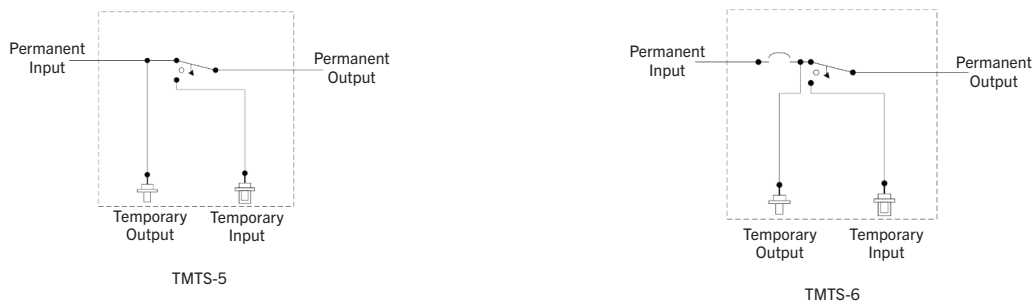 Permanent
Input
Permanent
Output
Temporary
Output
Temporary
Input
TMTS-5
Permanent
Input
Permanent
Output
Temporary
Output
Temporary
Input
TMTS-6